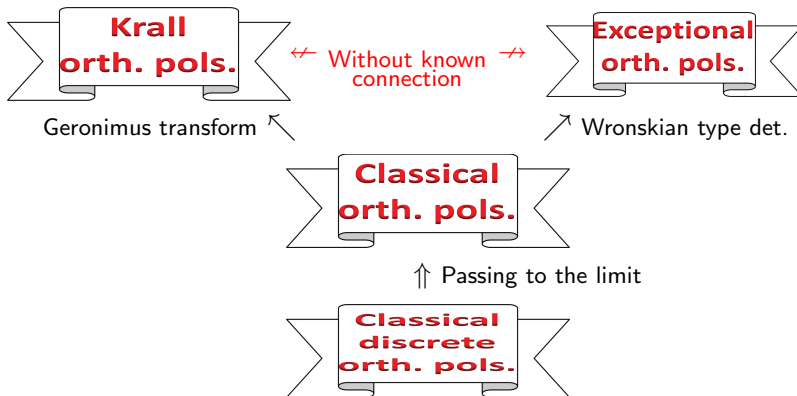 Krall
orth. pols.
Without known
connection
Exceptional
orth. pols.
Geronimus transform
Wronskian type det.
Classical
orth. pols.
Passing to the limit
Classical
discrete
orth. pols.